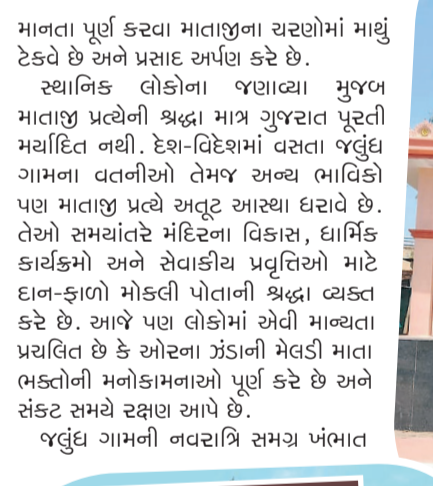 માનતા પૂર્ણ કરવા માતાજીના ચરણોમાં માથું
ટેકવે છે અને પ્રસાદ અર્પણ કરે છે.
સ્થાનિક લોકોના જણાવ્યા મુજબ
માતાજી પ્રત્યેની શ્રદ્ધા માત્ર ગુજરાત પૂરતી
મર્યાદિત નથી. દેશ-વિદેશમાં વસતા જલુંધ
ગામના વતનીઓ તેમજ અન્ય ભાવિકો
પણ માતાજી પ્રત્યે અતૂટ આસ્થા ધરાવે છે.
તેઓ સમયાંતરે મંદિરના વિકાસ, ધાર્મિક
કાર્યક્રમો અને સેવાકીય પ્રવૃત્તિઓ માટે
દાન-ફાળો મોકલી પોતાની શ્રદ્ધા વ્યક્ત
કરે છે. આજે પણ લોકોમાં એવી માન્યતા
પ્રચલિત છે કે ઓરના ઝંડાની મેલડી માતા
ભક્તોની મનોકામનાઓ પૂર્ણ કરે છે અને
સંકટ સમયે રક્ષણ આપે છે.
જલુંધ ગામની નવરાત્રિ સમગ્ર ખંભાત